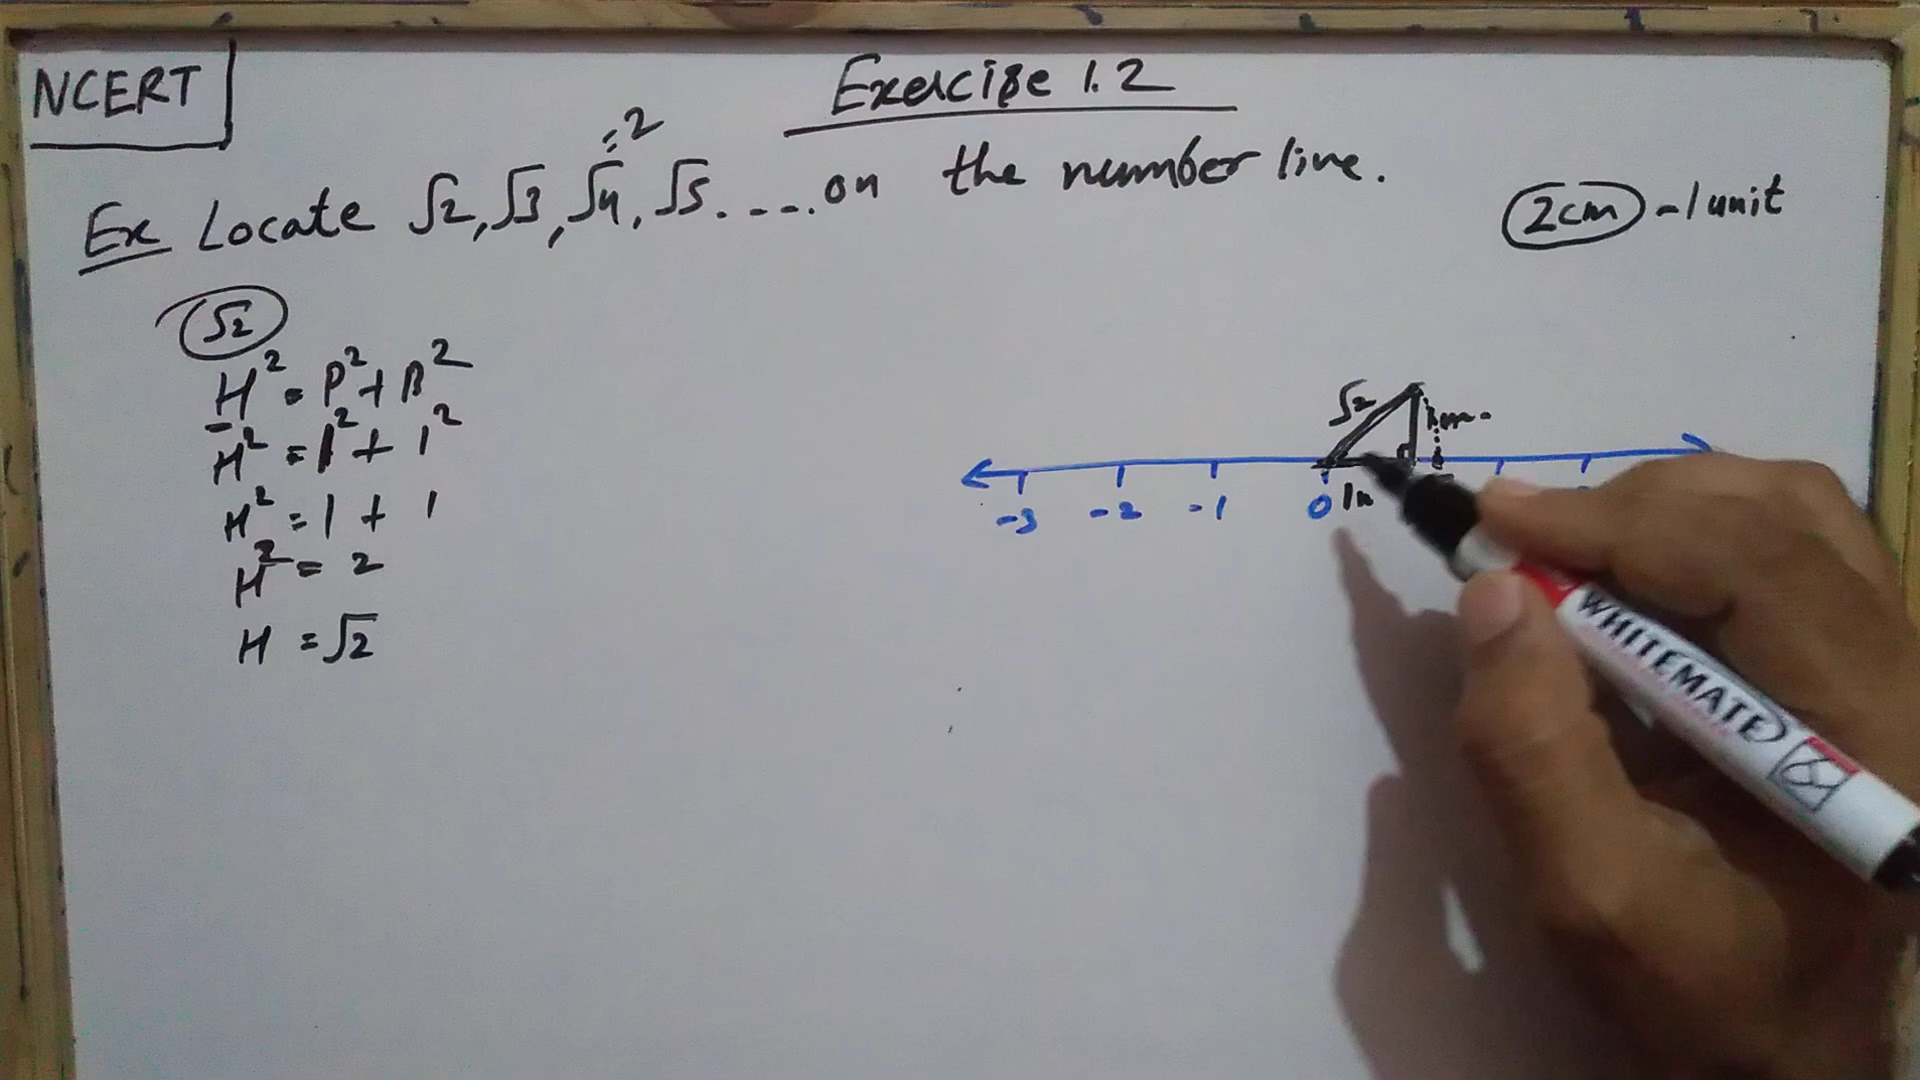 NCERT
Exercise 1.2
=2
Ex Locate √2, √3, √4, √5. ---. on the number line.
2cm - 1 unit
√2
H² = P² + B²
H² = 1² + 1²
H² = 1 + 1
H² = 2
H = √2
√2
-3 -2 -1 0
WHITEMATE